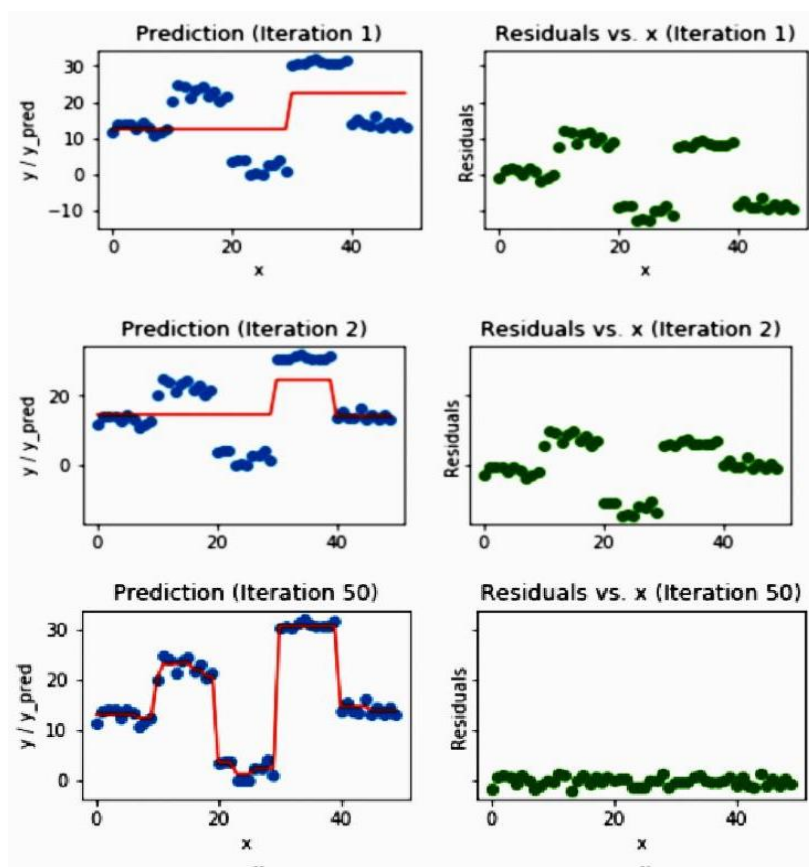 Prediction (Iteration 1)
y / y_pred
30
20
10
0
−10
0
20
40
x
Residuals vs. x (Iteration 1)
Residuals
0
20
40
x
Prediction (Iteration 2)
y / y_pred
20
0
0
20
40
x
Residuals vs. x (Iteration 2)
Residuals
0
20
40
x
Prediction (Iteration 50)
y / y_pred
30
20
10
0
0
20
40
x
Residuals vs. x (Iteration 50)
Residuals
0
20
40
x